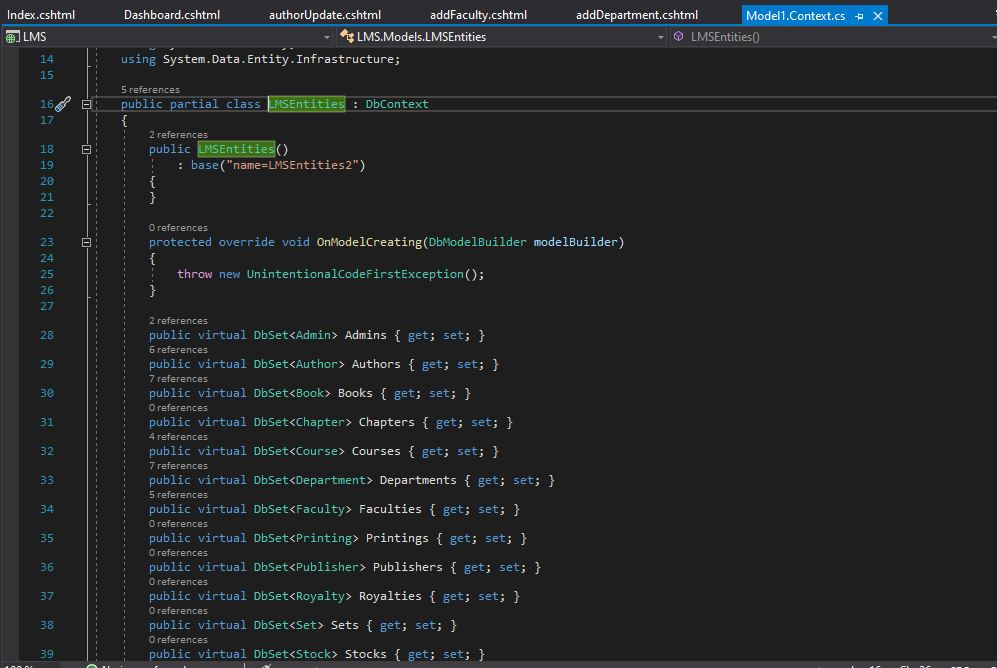 Index.cshtml Dashboard.cshtml authorUpdate.cshtml addFaculty.cshtml addDepartment.cshtml Model1.Context.cs
LMS LMS.Models.LMSEntities LMSEntities()
14 using System.Data.Entity.Infrastructure;
15
5 references
16 public partial class LMSEntities : DbContext
17 {
2 references
18 public LMSEntities()
19 : base("name=LMSEntities2")
20 {
21 }
22
0 references
23 protected override void OnModelCreating(DbModelBuilder modelBuilder)
24 {
25 throw new UnintentionalCodeFirstException();
26 }
27
2 references
28 public virtual DbSet<Admin> Admins { get; set; }
6 references
29 public virtual DbSet<Author> Authors { get; set; }
7 references
30 public virtual DbSet<Book> Books { get; set; }
0 references
31 public virtual DbSet<Chapter> Chapters { get; set; }
4 references
32 public virtual DbSet<Course> Courses { get; set; }
7 references
33 public virtual DbSet<Department> Departments { get; set; }
5 references
34 public virtual DbSet<Faculty> Faculties { get; set; }
0 references
35 public virtual DbSet<Printing> Printings { get; set; }
0 references
36 public virtual DbSet<Publisher> Publishers { get; set; }
0 references
37 public virtual DbSet<Royalty> Royalties { get; set; }
0 references
38 public virtual DbSet<Set> Sets { get; set; }
0 references
39 public virtual DbSet<Stock> Stocks { get; set; }